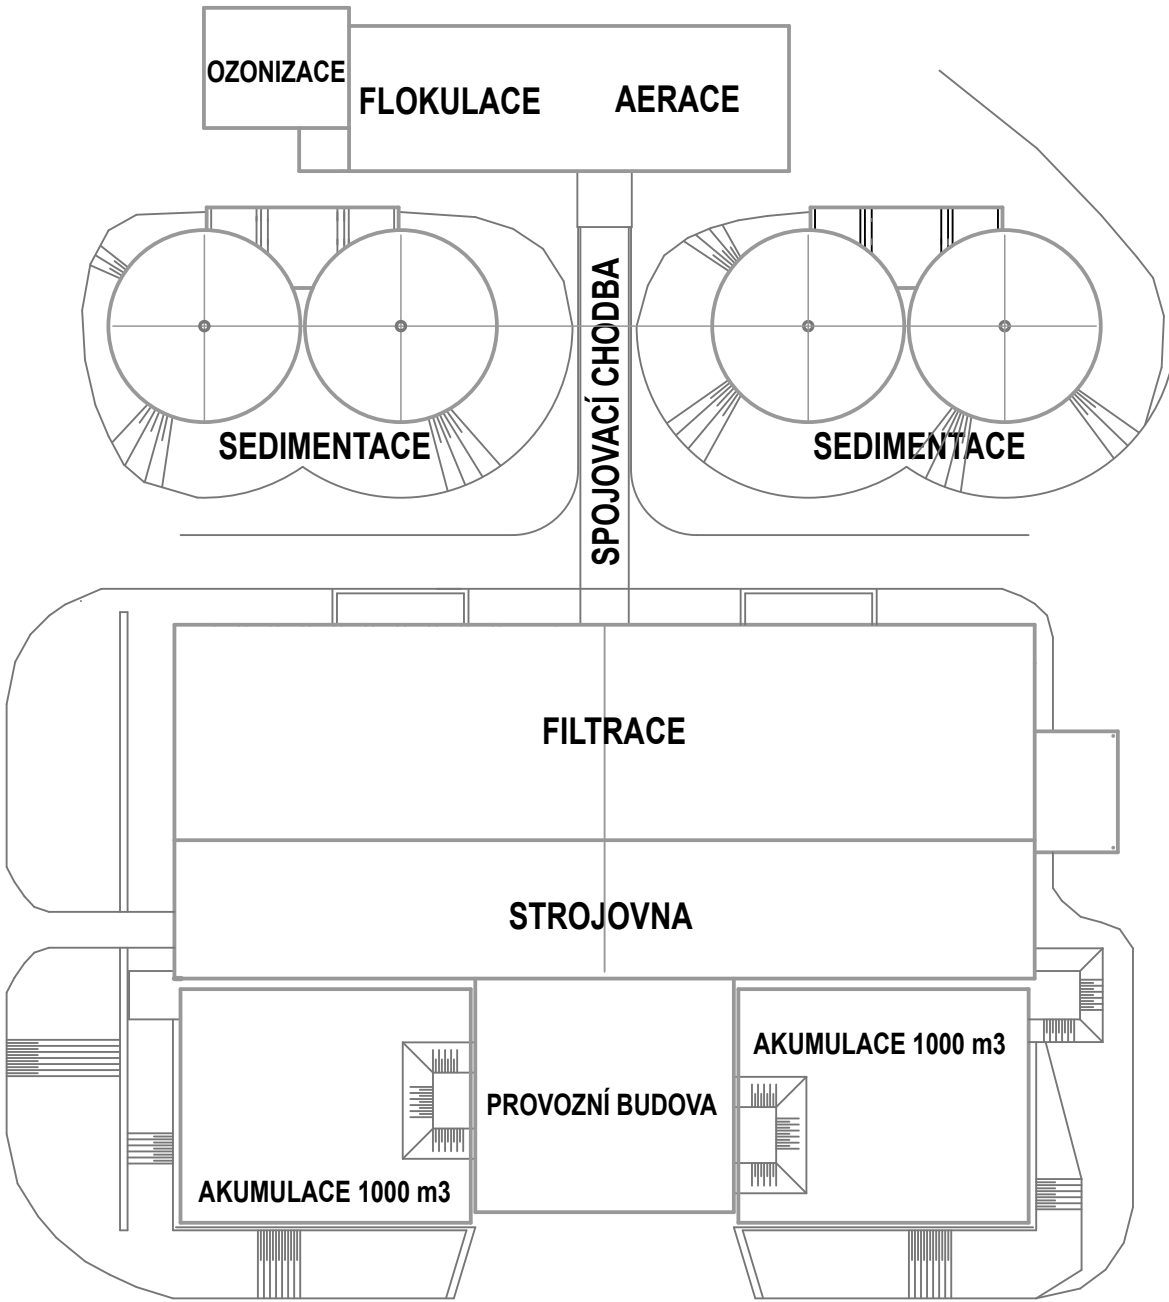 OZONIZACE
FLOKULACE
AERACE
SPOJOVACÍ CHODBA
SEDIMENTACE
SEDIMENTACE
FILTRACE
STROJOVNA
AKUMULACE 1000 m3
PROVOZNÍ BUDOVA
AKUMULACE 1000 m3